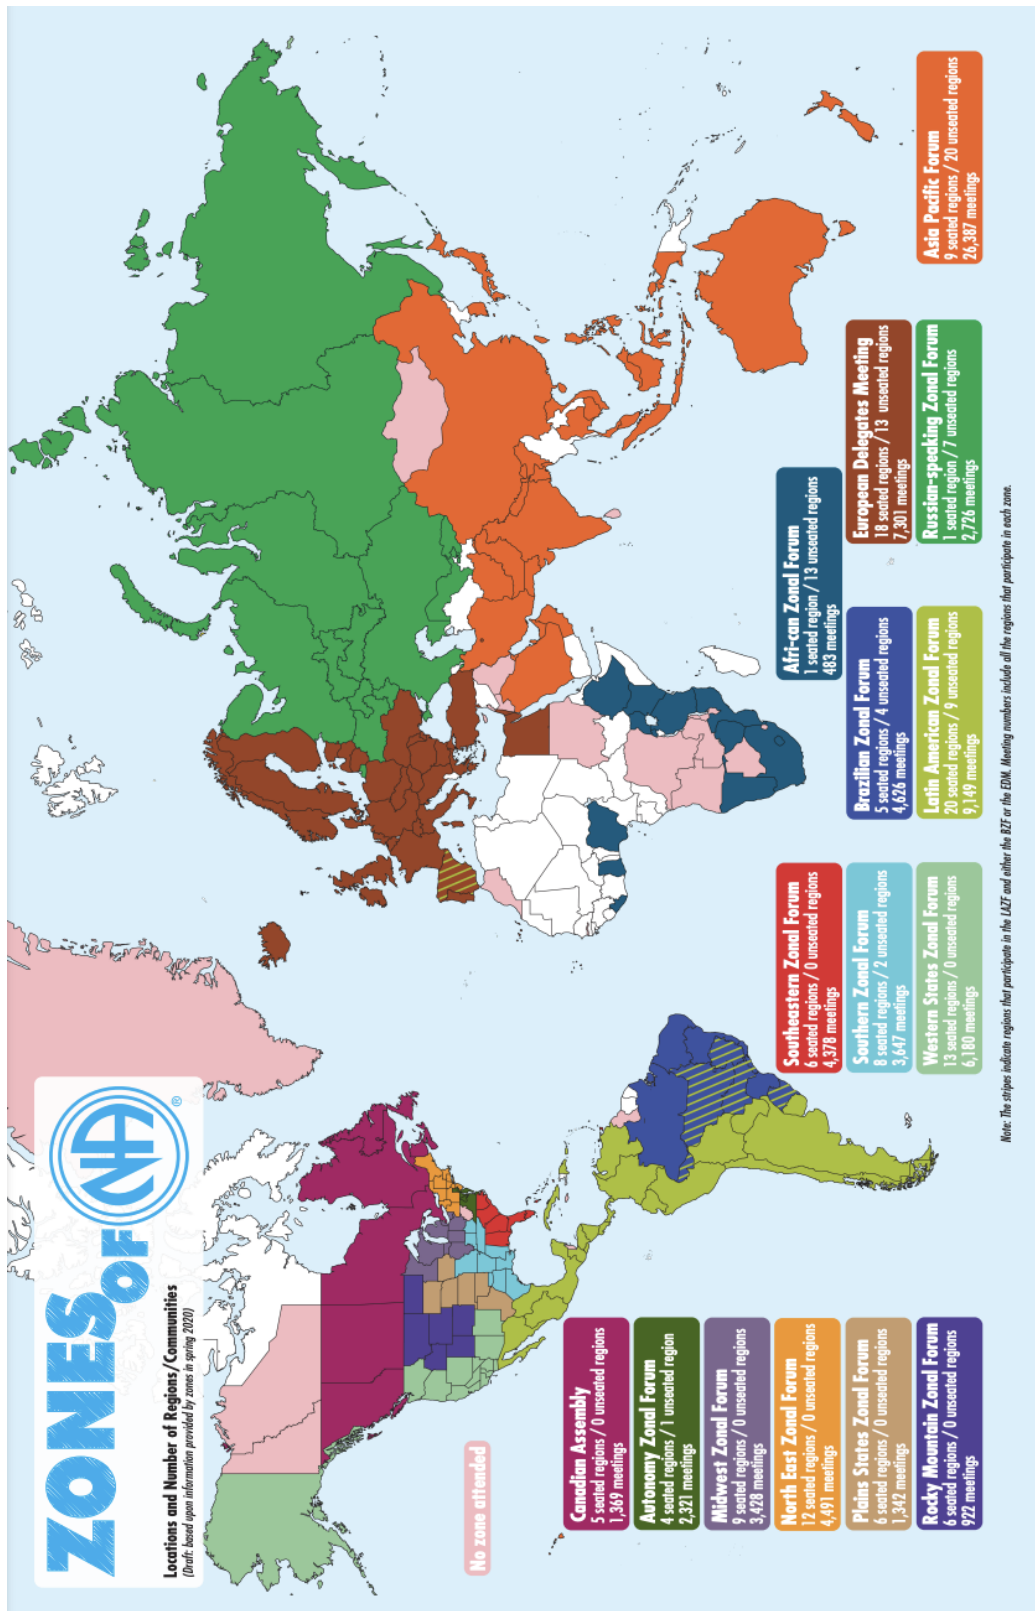 ZONES
OF
NA
®
Locations and Number of Regions/Communities
(Draft: based upon information provided by zones in spring 2020)
No zone attended
Canadian Assembly
5 seated regions / 0 unseated regions
1,369 meetings
Autonomy Zonal Forum
4 seated regions / 1 unseated region
2,321 meetings
Midwest Zonal Forum
9 seated regions / 0 unseated regions
3,428 meetings
North East Zonal Forum
12 seated regions / 0 unseated regions
4,491 meetings
Plains States Zonal Forum
6 seated regions / 0 unseated regions
1,342 meetings
Rocky Mountain Zonal Forum
6 seated regions / 0 unseated regions
922 meetings
Southeastern Zonal Forum
6 seated regions / 0 unseated regions
4,378 meetings
Southern Zonal Forum
8 seated regions / 2 unseated regions
3,647 meetings
Western States Zonal Forum
13 seated regions / 0 unseated regions
6,180 meetings
Afri-can Zonal Forum
1 seated region / 13 unseated regions
483 meetings
Brazilian Zonal Forum
5 seated regions / 4 unseated regions
4,626 meetings
Latin American Zonal Forum
20 seated regions / 9 unseated regions
9,149 meetings
European Delegates Meeting
18 seated regions / 13 unseated regions
7,301 meetings
Russian-speaking Zonal Forum
1 seated region / 7 unseated regions
2,726 meetings
Asia Pacific Forum
9 seated regions / 20 unseated regions
26,387 meetings
Note: The stripes indicate regions that participate in the LAZF and either the BZF or the EDM. Meeting numbers include all the regions that participate in each zone.